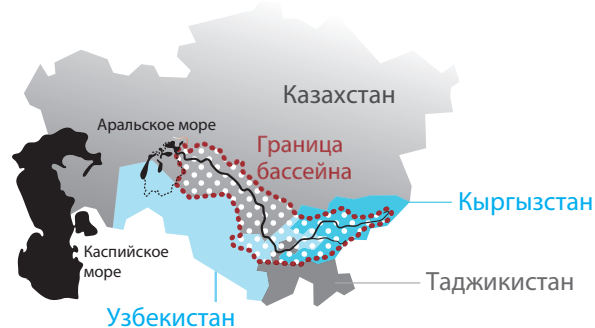 Казахстан
Аральское море
Граница
бассейна
Кыргызстан
Каспийское
море
Таджикистан
Узбекистан